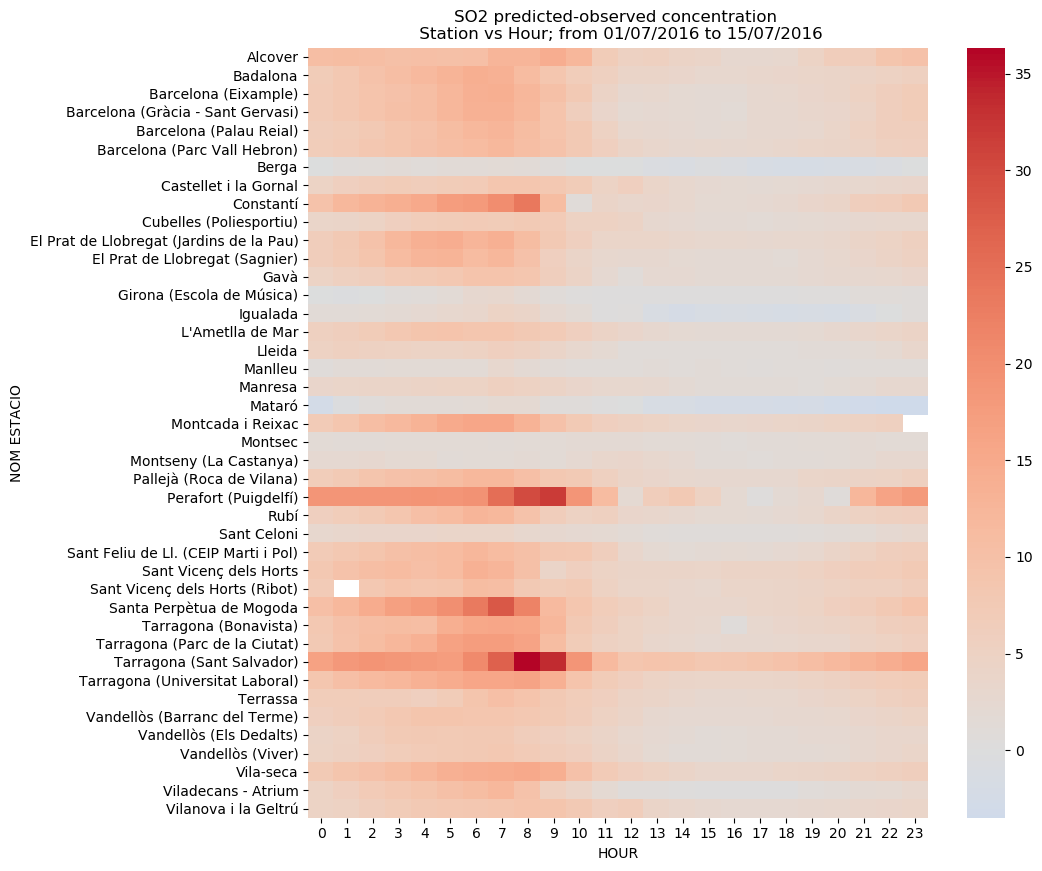 SO2 predicted-observed concentration
Station vs Hour; from 01/07/2016 to 15/07/2016
NOM ESTACIO
Alcover
Badalona
Barcelona (Eixample)
Barcelona (Gràcia - Sant Gervasi)
Barcelona (Palau Reial)
Barcelona (Parc Vall Hebron)
Berga
Castellet i la Gornal
Constantí
Cubelles (Poliesportiu)
El Prat de Llobregat (Jardins de la Pau)
El Prat de Llobregat (Sagnier)
Gavà
Girona (Escola de Música)
Igualada
L'Ametlla de Mar
Lleida
Manlleu
Manresa
Mataró
Montcada i Reixac
Montsec
Montseny (La Castanya)
Pallejà (Roca de Vilana)
Perafort (Puigdelfí)
Rubí
Sant Celoni
Sant Feliu de Ll. (CEIP Marti i Pol)
Sant Vicenç dels Horts
Sant Vicenç dels Horts (Ribot)
Santa Perpètua de Mogoda
Tarragona (Bonavista)
Tarragona (Parc de la Ciutat)
Tarragona (Sant Salvador)
Tarragona (Universitat Laboral)
Terrassa
Vandellòs (Barranc del Terme)
Vandellòs (Els Dedalts)
Vandellòs (Viver)
Vila-seca
Viladecans - Atrium
Vilanova i la Geltrú
0 1 2 3 4 5 6 7 8 9 10 11 12 13 14 15 16 17 18 19 20 21 22 23
HOUR
35
30
25
20
15
10
5
0